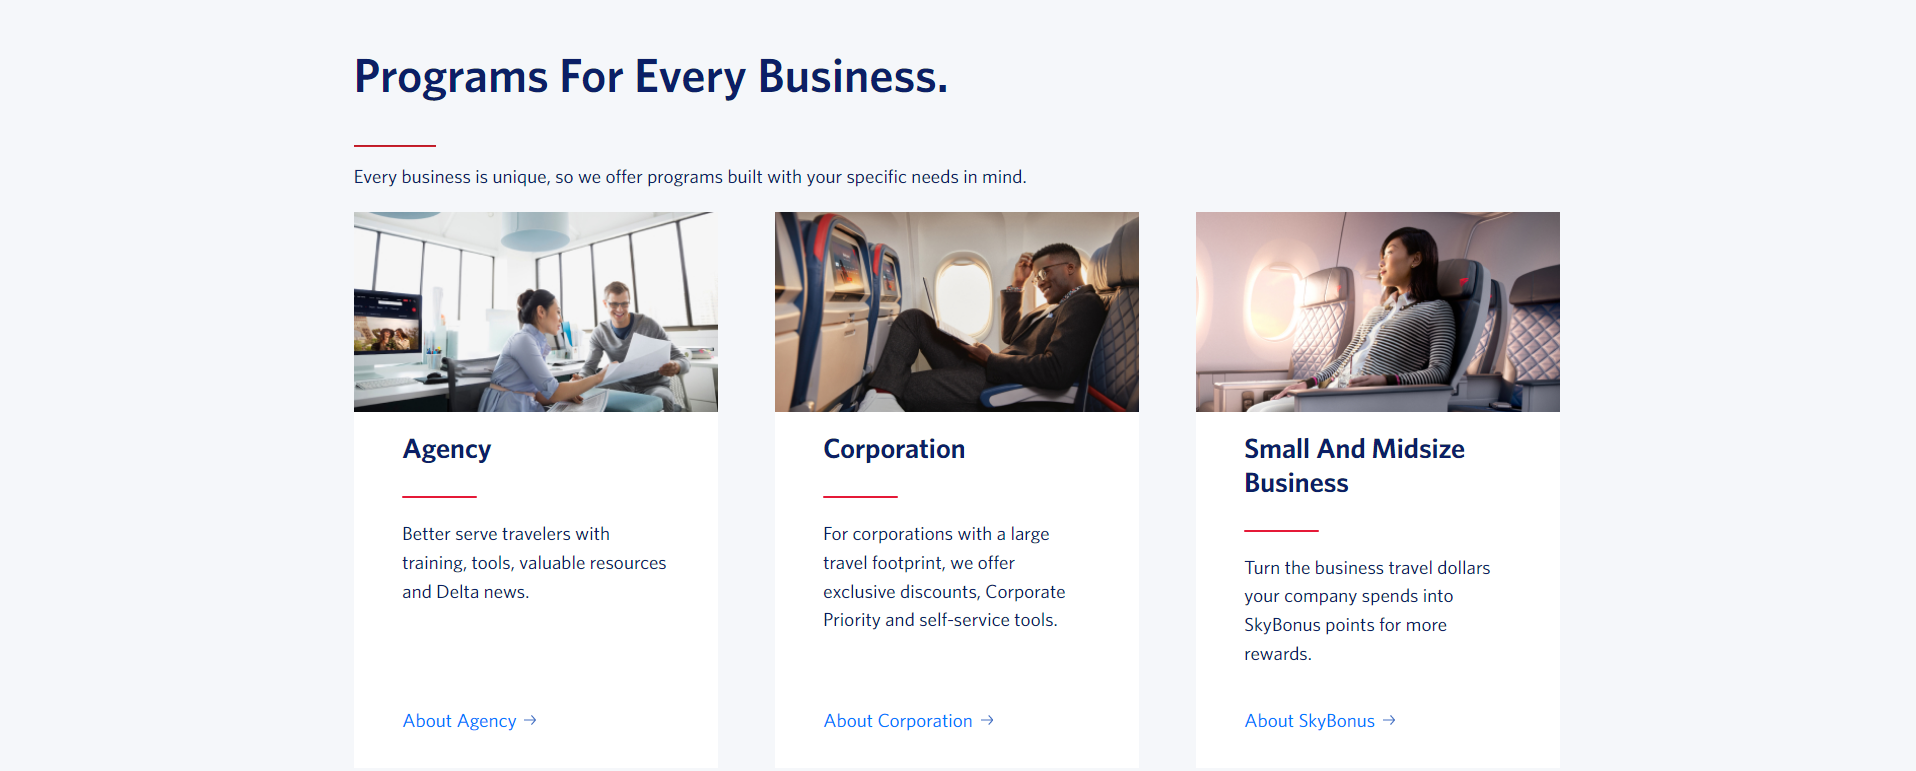 Programs For Every Business.
Every business is unique, so we offer programs built with your specific needs in mind.
Agency
Better serve travelers with
training, tools, valuable resources
and Delta news.
About Agency →
Corporation
For corporations with a large
travel footprint, we offer
exclusive discounts, Corporate
Priority and self-service tools.
About Corporation →
Small And Midsize
Business
Turn the business travel dollars
your company spends into
SkyBonus points for more
rewards.
About SkyBonus →